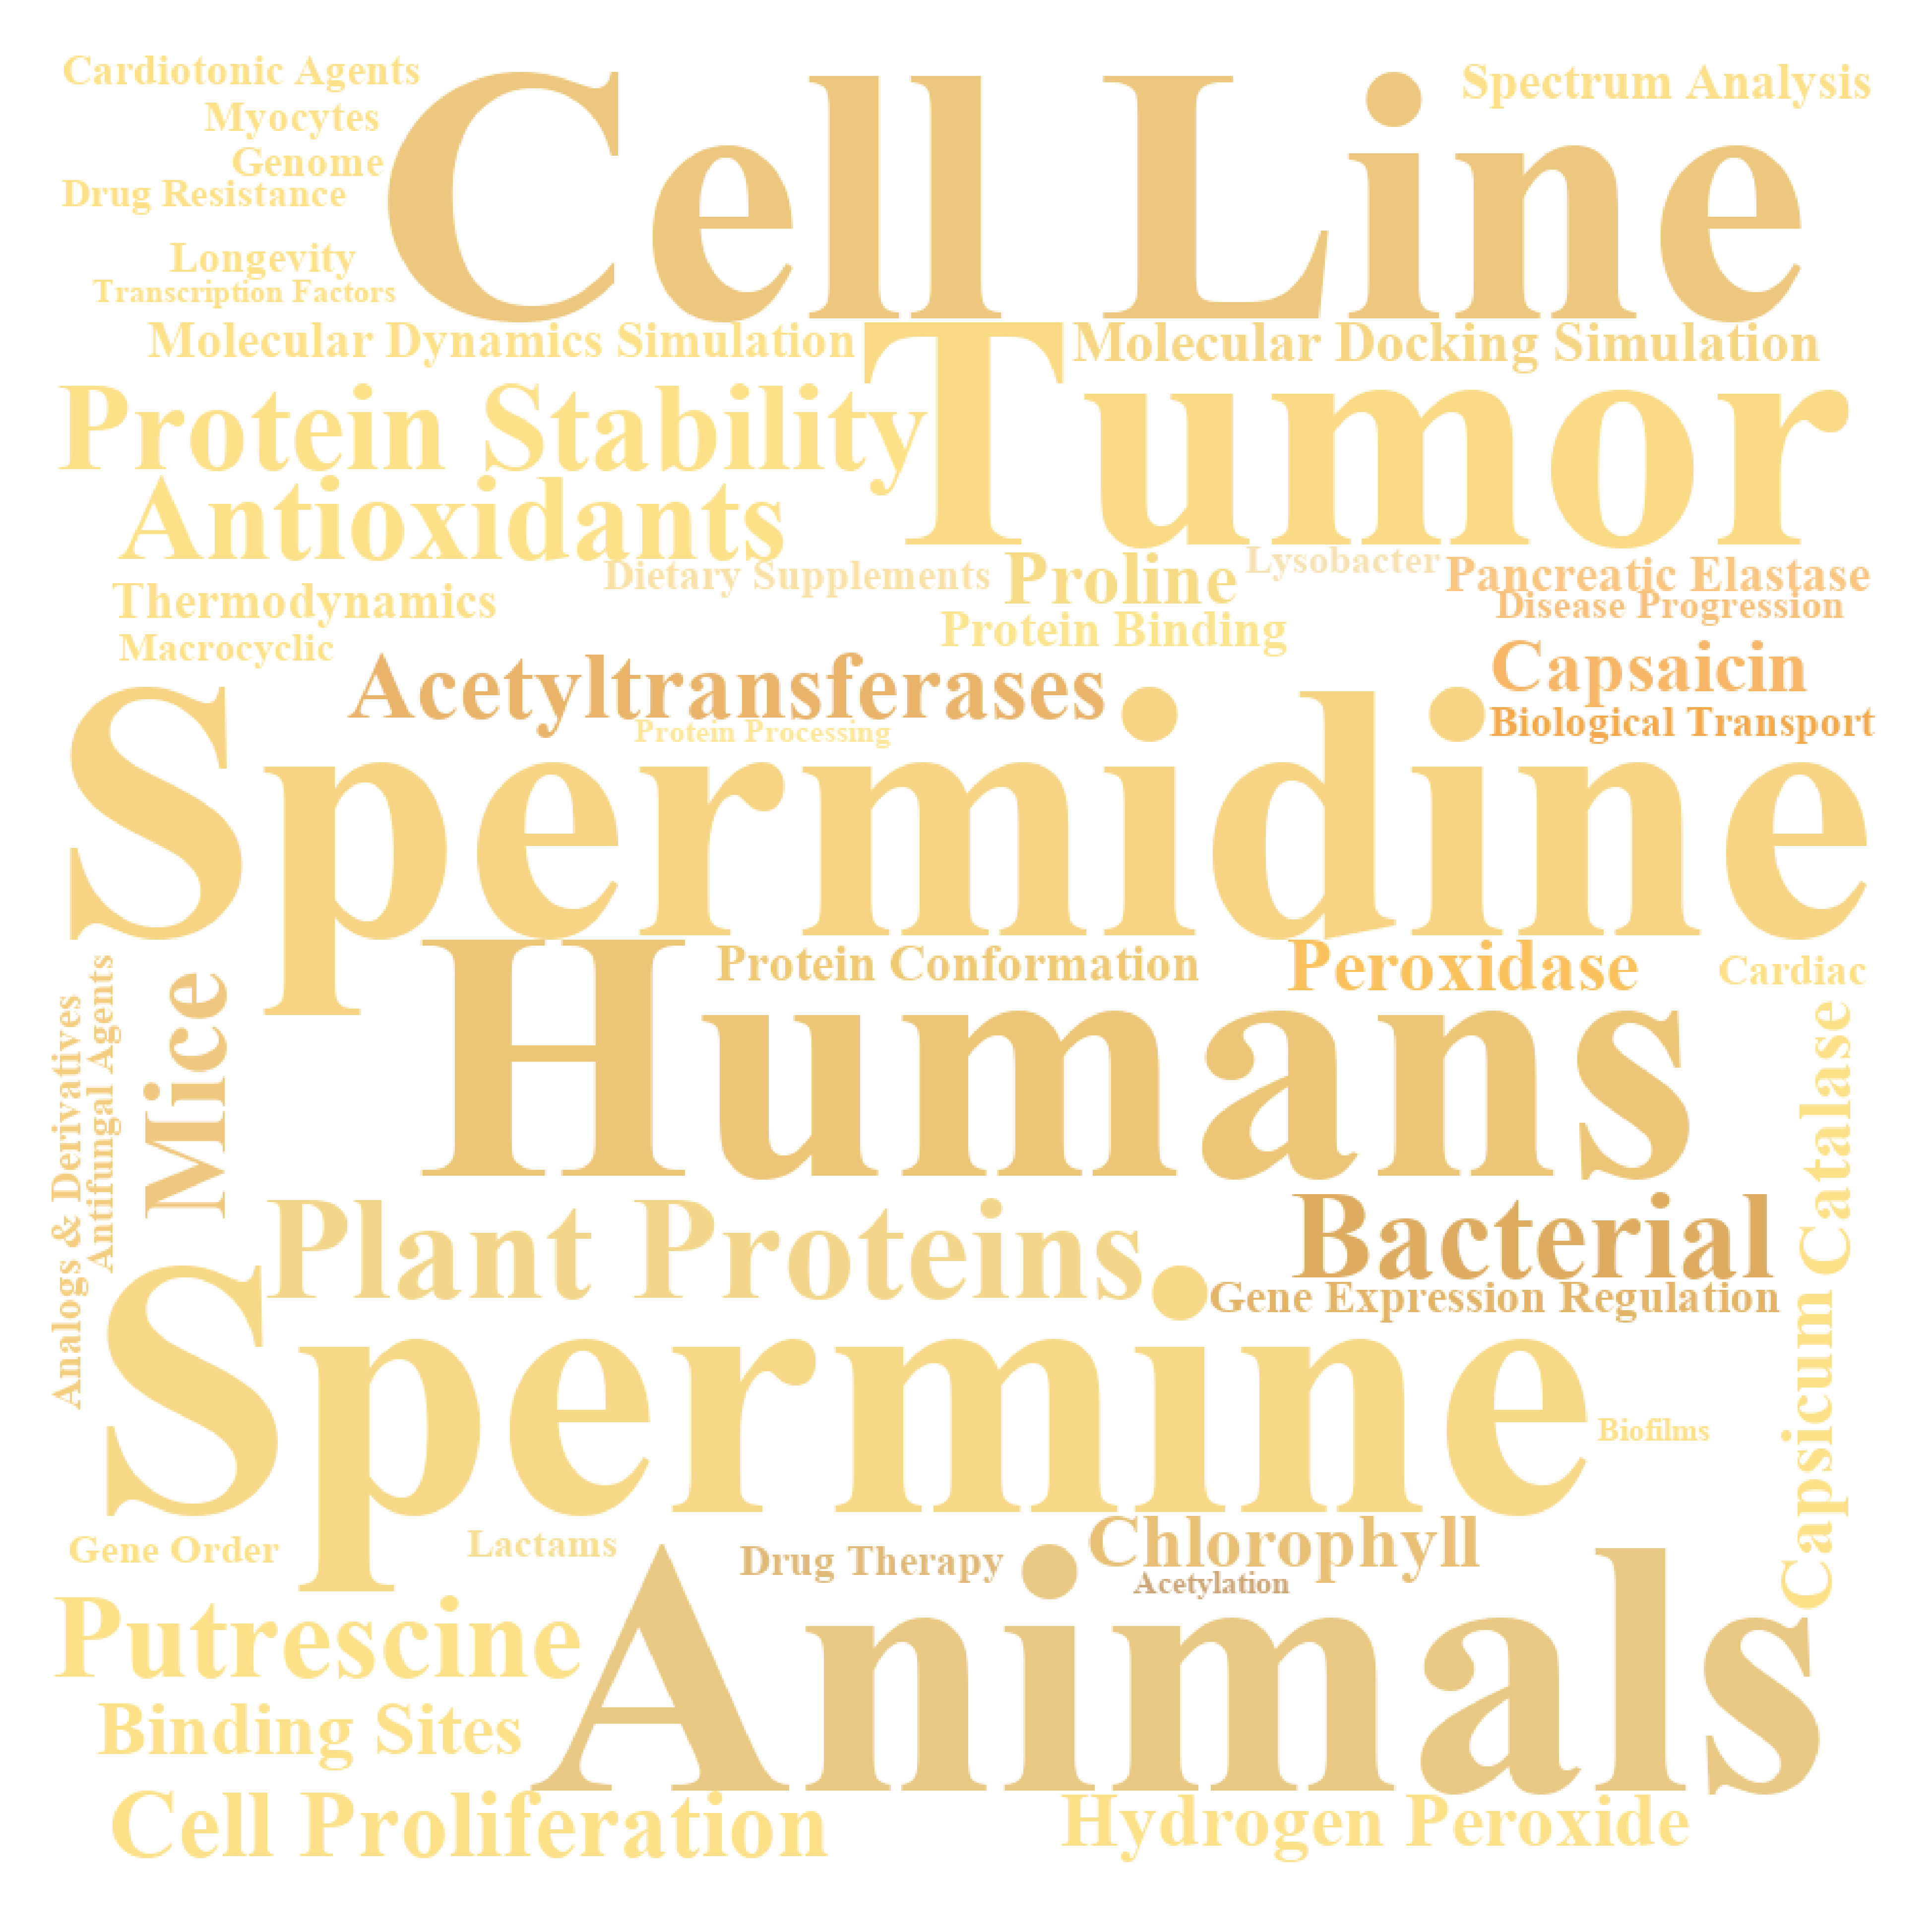 Cardiotonic Agents
Myocytes
Genome
Drug Resistance
Longevity
Transcription Factors
Cell Line
Spectrum Analysis
Molecular Dynamics Simulation
Tumor
Molecular Docking Simulation
Protein Stability
Antioxidants
Dietary Supplements
Proline
Lysobacter
Pancreatic Elastase
Disease Progression
Thermodynamics
Protein Binding
Macrocyclic
Acetyltransferases
Protein Processing
Capsaicin
Biological Transport
Spermidine
Analogs & Derivatives
Antifungal Agents
Mice
Humans
Protein Conformation
Peroxidase
Cardiac
Catalase
Plant Proteins
Bacterial
Gene Expression Regulation
Spermine
Biofilms
Capsicum
Gene Order
Lactams
Drug Therapy
Chlorophyll
Acetylation
Putrescine
Animals
Binding Sites
Cell Proliferation
Hydrogen Peroxide